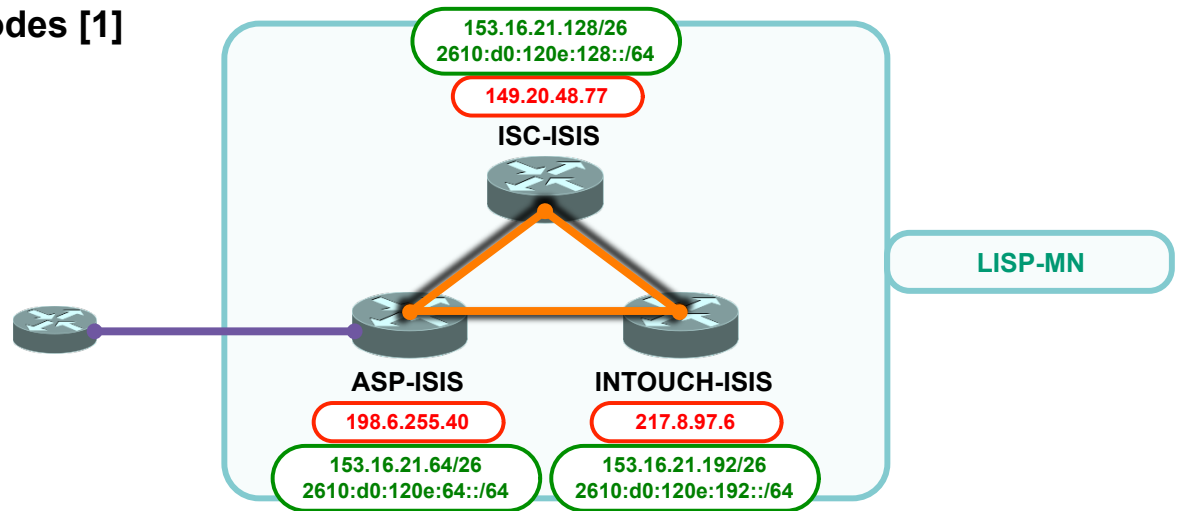 odes [1]
153.16.21.128/26
2610:d0:120e:128::/64
149.20.48.77
ISC-ISIS
LISP-MN
ASP-ISIS
INTOUCH-ISIS
198.6.255.40
217.8.97.6
153.16.21.64/26
2610:d0:120e:64::/64
153.16.21.192/26
2610:d0:120e:192::/64